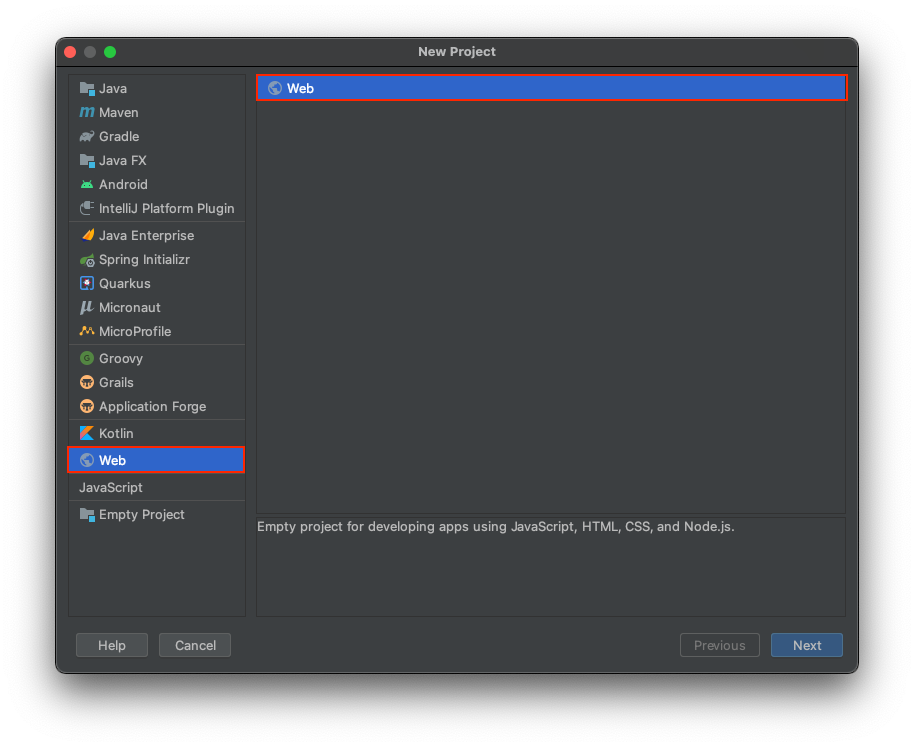 New Project
Java
Maven
Gradle
Java FX
Android
IntelliJ Platform Plugin
Java Enterprise
Spring Initializr
Quarkus
Micronaut
MicroProfile
Groovy
Grails
Application Forge
Kotlin
Web
JavaScript
Empty Project
Web
Empty project for developing apps using JavaScript, HTML, CSS, and Node.js.
Help
Cancel
Previous
Next